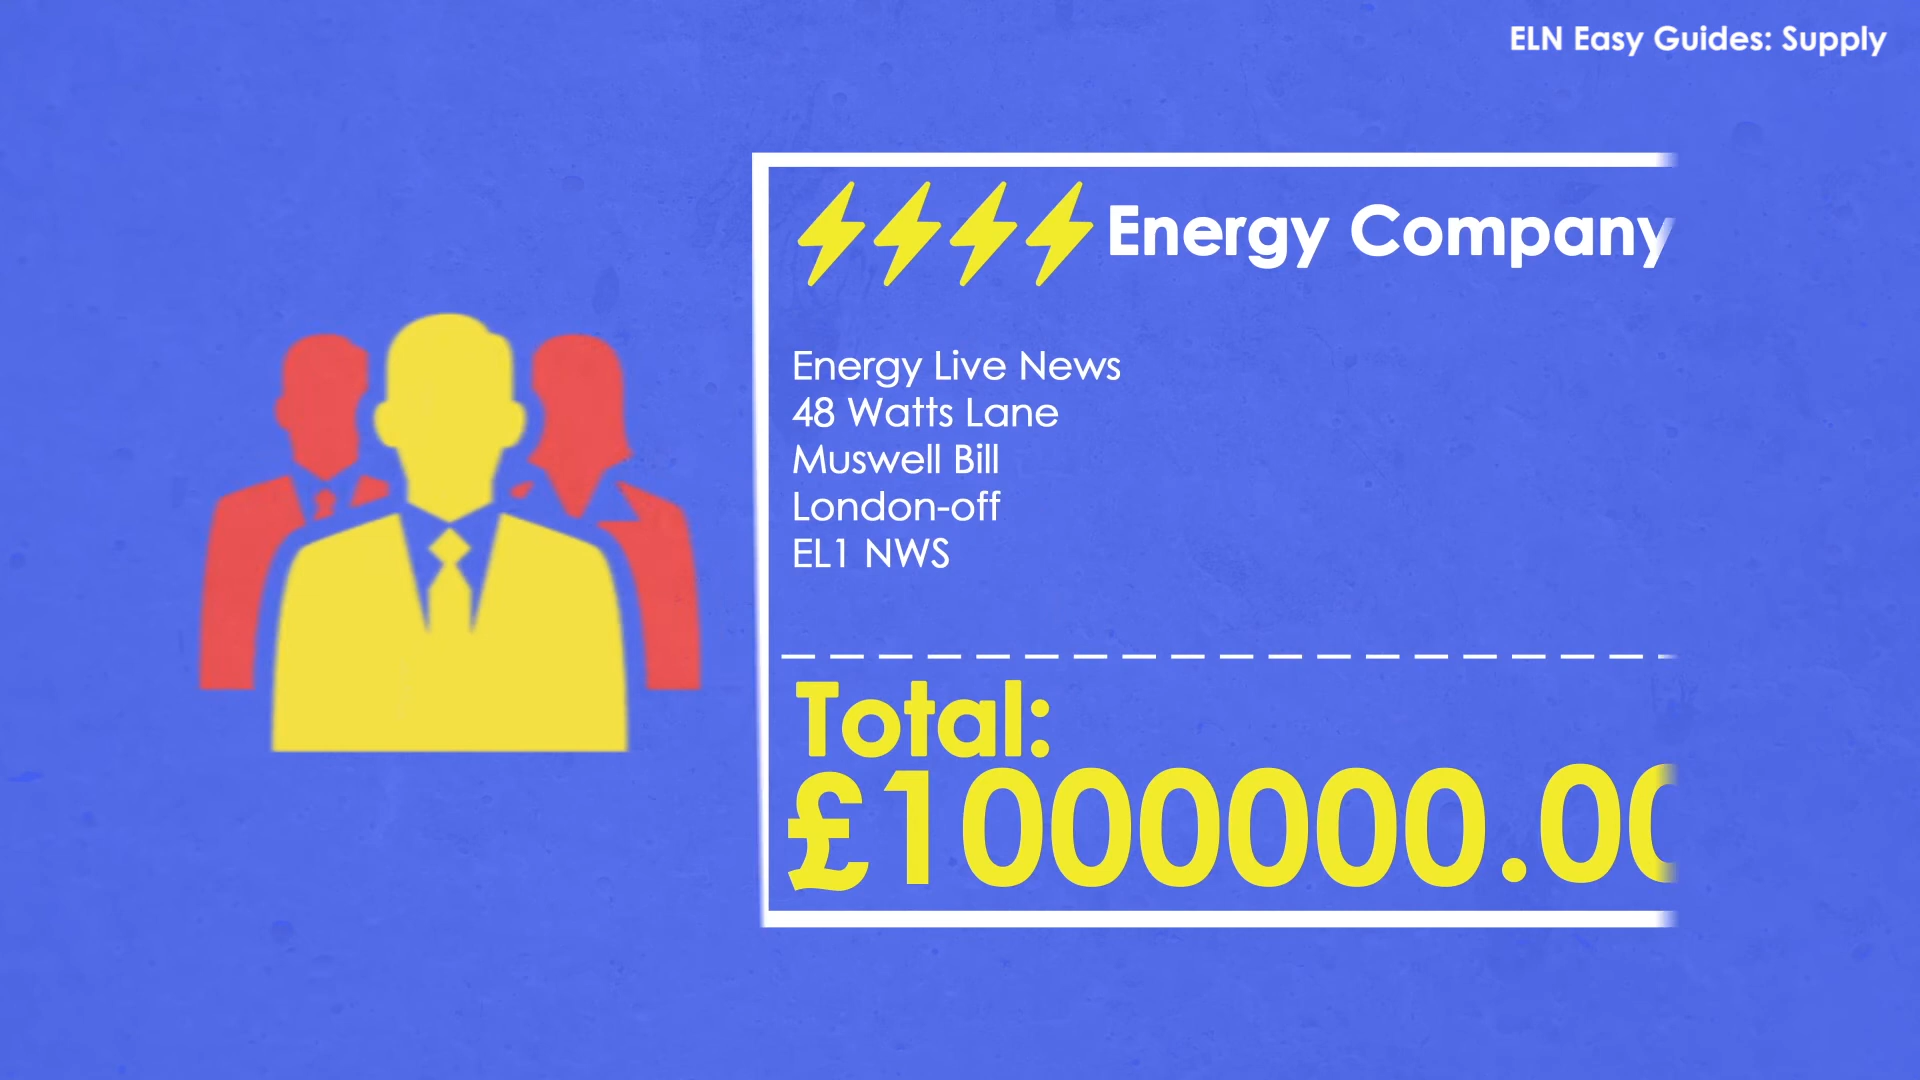 ELN Easy Guides: Supply
Energy Company
Energy Live News
48 Watts Lane
Muswell Bill
London-off
EL1 NWS
Total:
£1000000.00